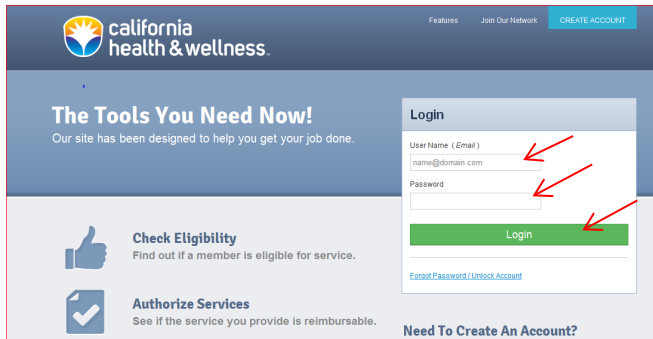 california
health & wellness™
Features Join Our Network CREATE ACCOUNT
The Tools You Need Now!
Our site has been designed to help you get your job done.
Login
User Name ( Email )
name@domain.com
Password
Login
Forgot Password / Unlock Account
Check Eligibility
Find out if a member is eligible for service.
Authorize Services
See if the service you provide is reimbursable.
Need To Create An Account?